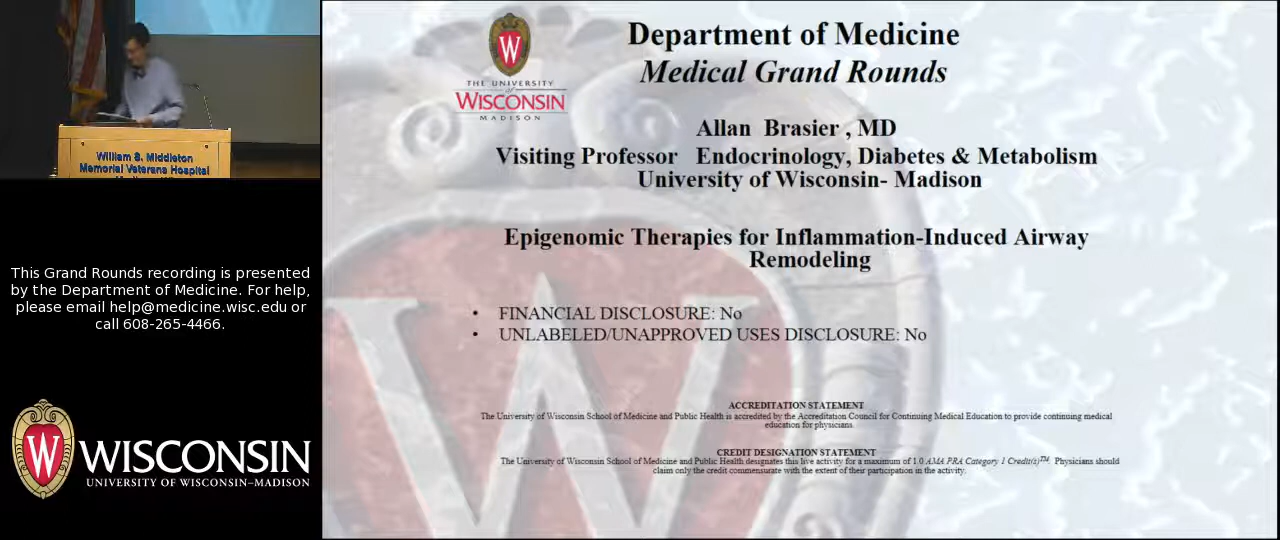 William S. Middleton
Memorial Veterans Hospital
This Grand Rounds recording is presented
by the Department of Medicine. For help,
please email help@medicine.wisc.edu or
call 608-265-4466.
W
WISCONSIN
UNIVERSITY OF WISCONSIN–MADISON
W
THE UNIVERSITY
of
WISCONSIN
MADISON
Department of Medicine
Medical Grand Rounds
Allan Brasier , MD
Visiting Professor Endocrinology, Diabetes & Metabolism
University of Wisconsin- Madison
Epigenomic Therapies for Inflammation-Induced Airway
Remodeling
• FINANCIAL DISCLOSURE: No
• UNLABELED/UNAPPROVED USES DISCLOSURE: No
ACCREDITATION STATEMENT
The University of Wisconsin School of Medicine and Public Health is accredited by the Accreditation Council for Continuing Medical Education to provide continuing medical
education for physicians.
CREDIT DESIGNATION STATEMENT
The University of Wisconsin School of Medicine and Public Health designates this live activity for a maximum of 1.0 AMA PRA Category 1 Credit(s)TM. Physicians should
claim only the credit commensurate with the extent of their participation in the activity.